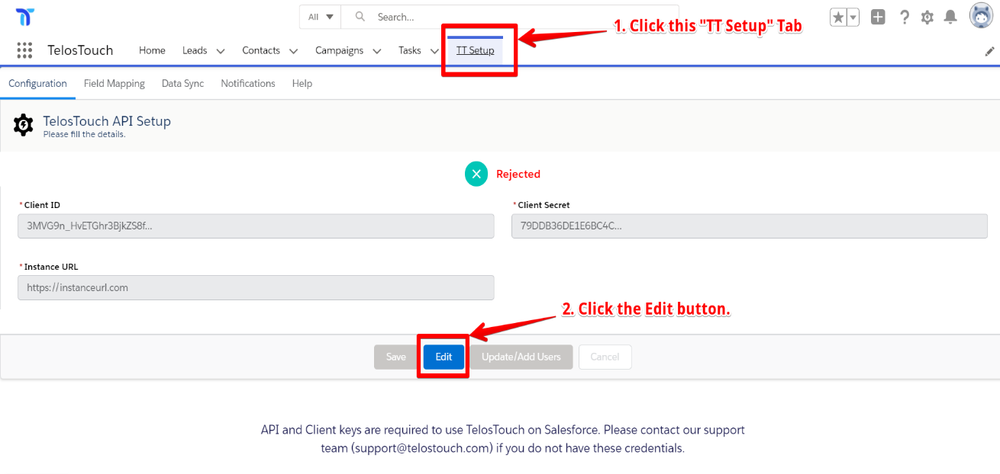 All
Search...
1. Click this "TT Setup" Tab
TelosTouch
Home
Leads
Contacts
Campaigns
Tasks
TT Setup
Configuration
Field Mapping
Data Sync
Notifications
Help
TelosTouch API Setup
Please fill the details.
Rejected
* Client ID
* Client Secret
3MVG9n_HvETGhr3BjkZS8f...
79DDB36DE1E6BC4C...
* Instance URL
https://instanceurl.com
2. Click the Edit button.
Save
Edit
Update/Add Users
Cancel
API and Client keys are required to use TelosTouch on Salesforce. Please contact our support
team (support@telostouch.com) if you do not have these credentials.